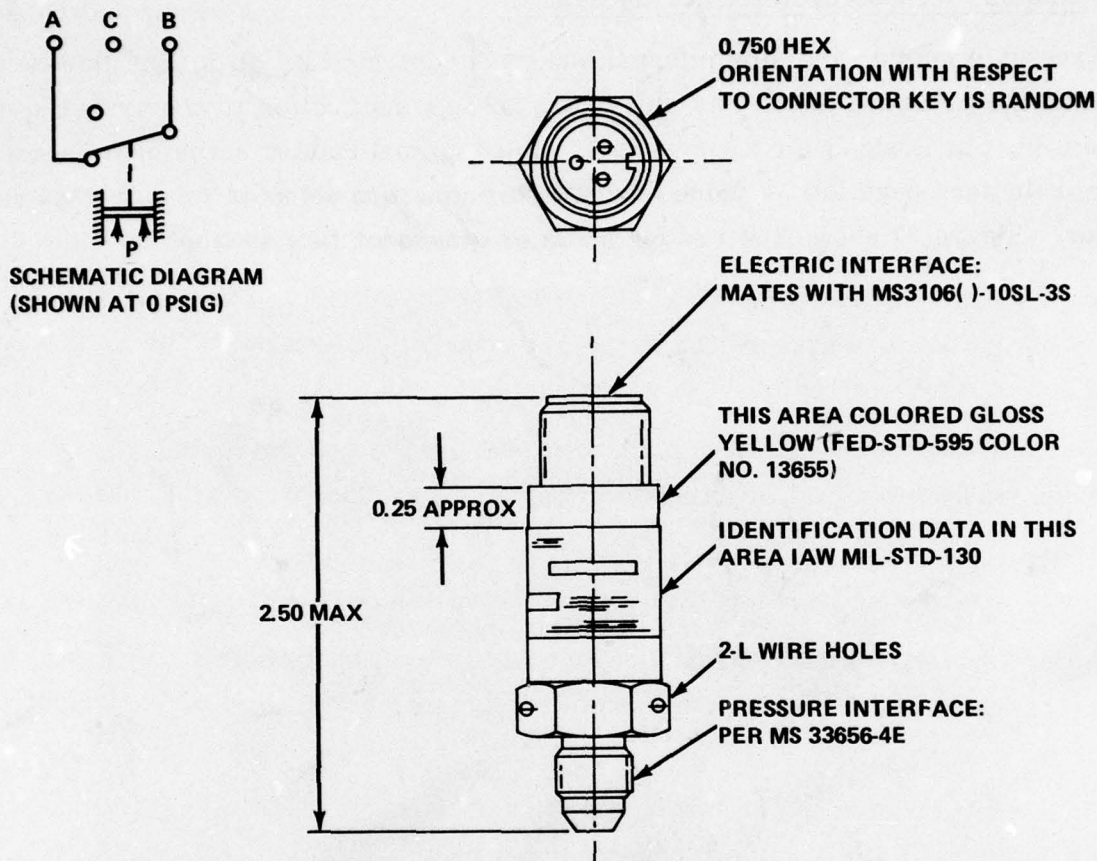 A C B
P
SCHEMATIC DIAGRAM
(SHOWN AT 0 PSIG)
0.750 HEX
ORIENTATION WITH RESPECT
TO CONNECTOR KEY IS RANDOM
ELECTRIC INTERFACE:
MATES WITH MS3106( )-10SL-3S
THIS AREA COLORED GLOSS
YELLOW (FED-STD-595 COLOR
NO. 13655)
0.25 APPROX
IDENTIFICATION DATA IN THIS
AREA IAW MIL-STD-130
2.50 MAX
2-L WIRE HOLES
PRESSURE INTERFACE:
PER MS 33656-4E